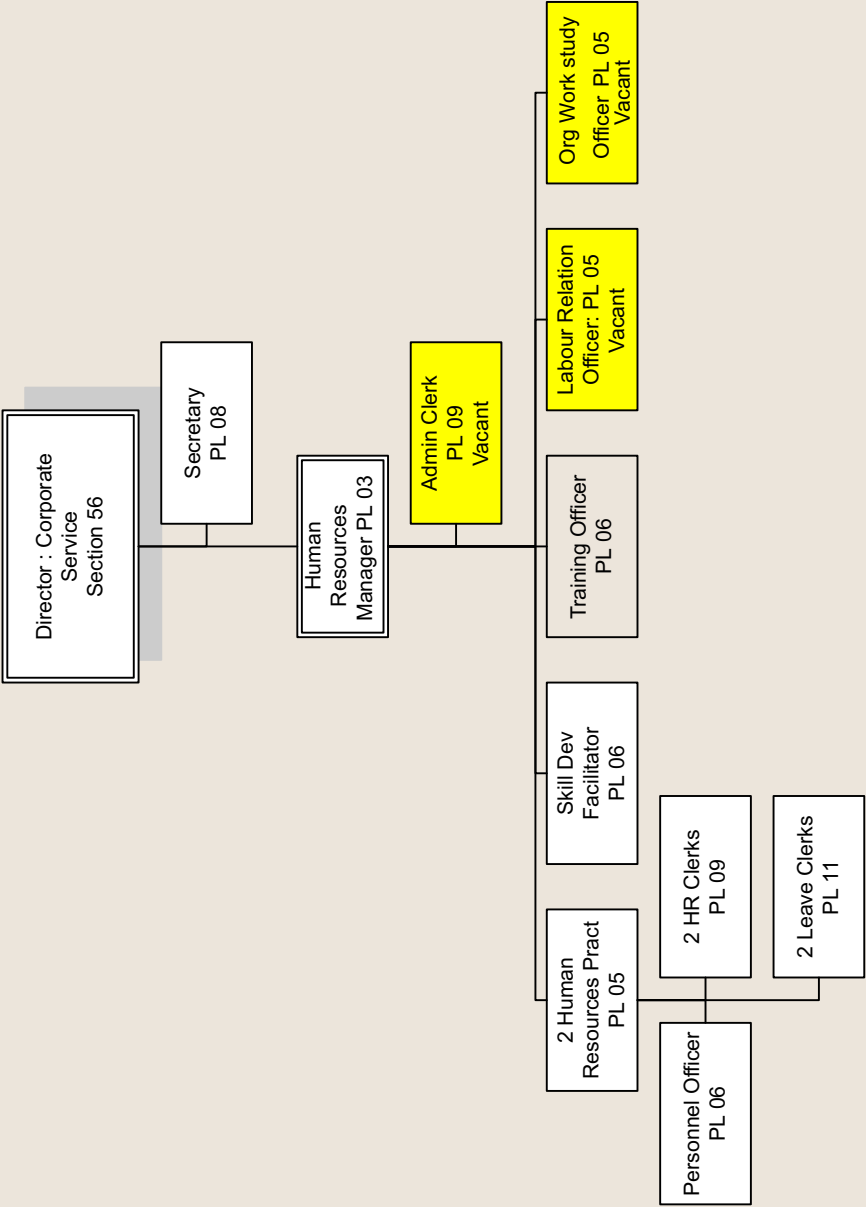 Director : Corporate
Service
Section 56
Secretary
PL 08
Human
Resources
Manager PL 03
Admin Clerk
PL 09
Vacant
2 Human
Resources Pract
PL 05
Skill Dev
Facilitator
PL 06
Training Officer
PL 06
Labour Relation
Officer: PL 05
Vacant
Org Work study
Officer PL 05
Vacant
Personnel Officer
PL 06
2 HR Clerks
PL 09
2 Leave Clerks
PL 11